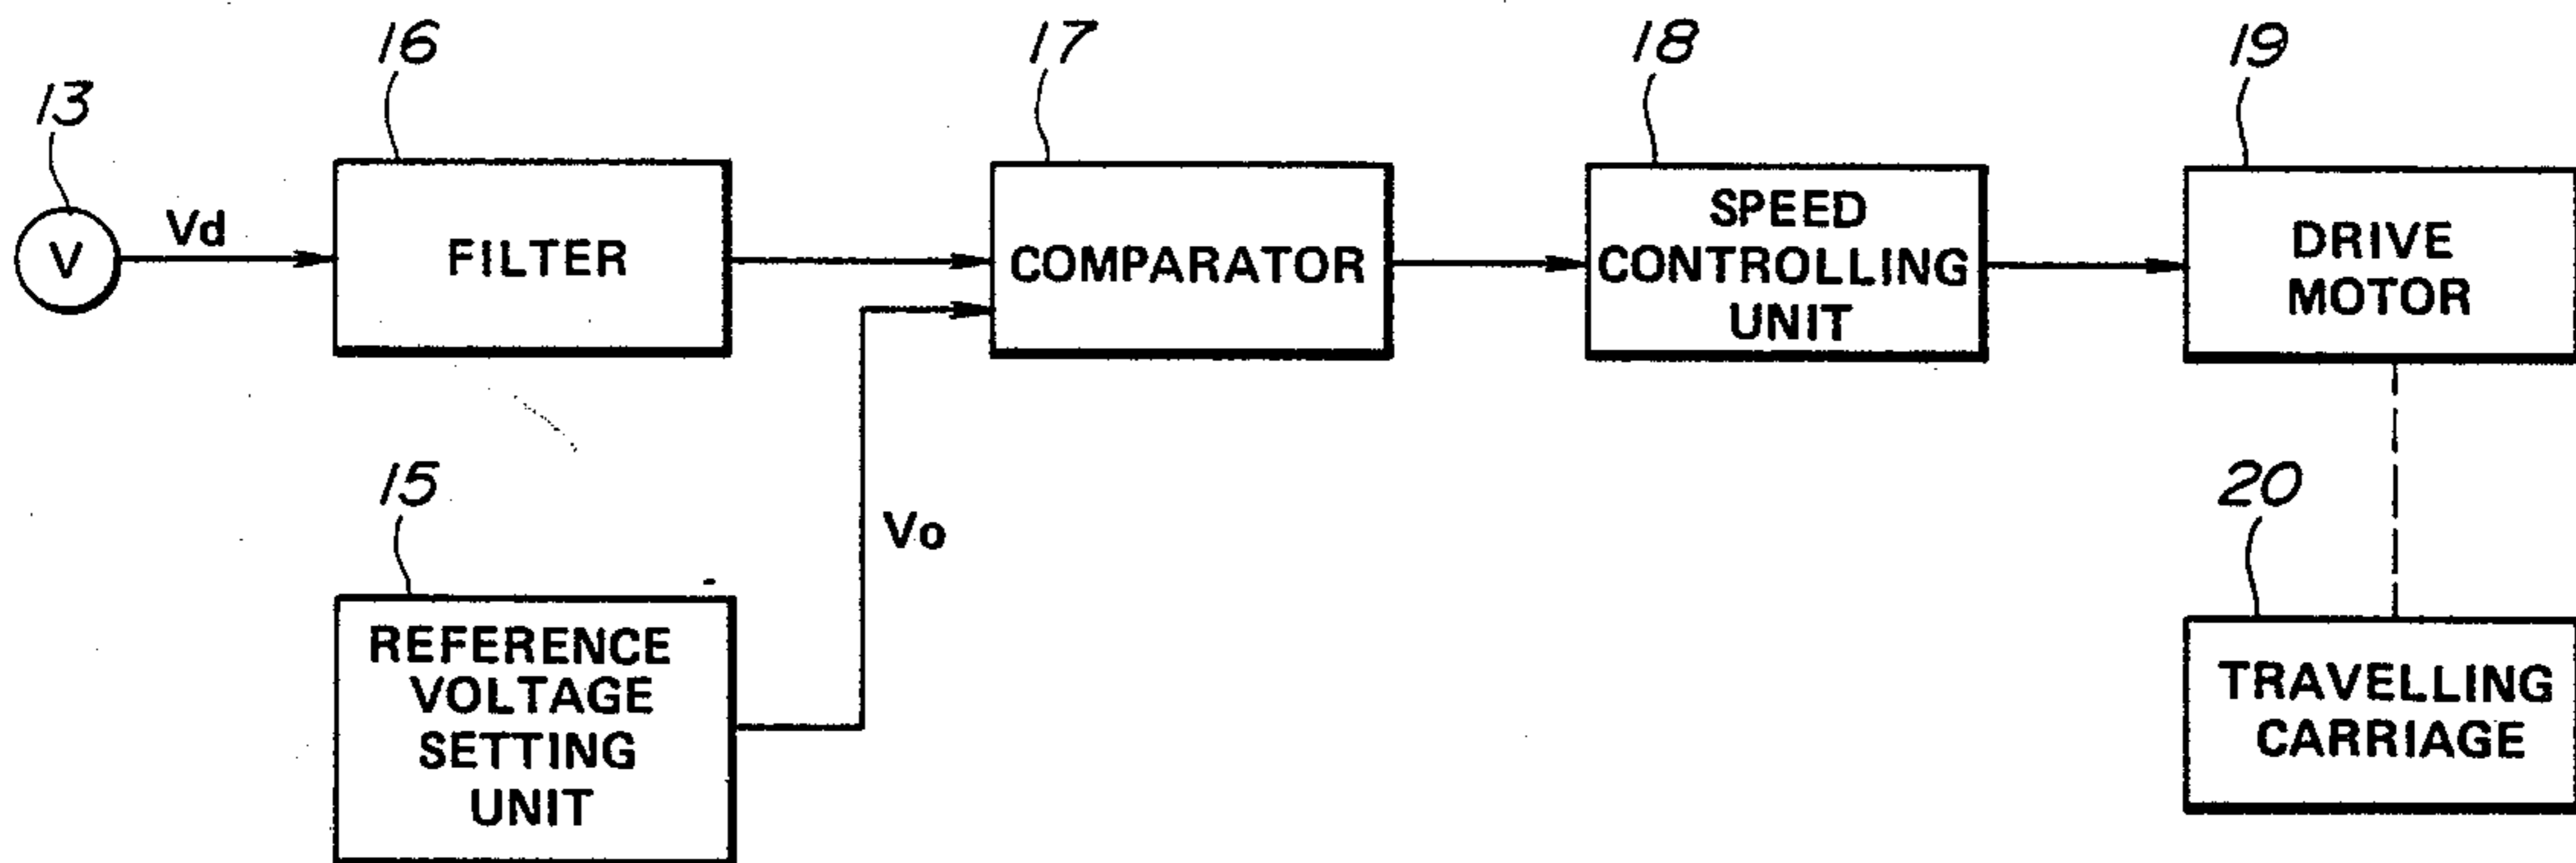 13
16
17
18
19
V
Vd
FILTER
COMPARATOR
SPEED
CONTROLLING
UNIT
DRIVE
MOTOR
15
Vo
20
REFERENCE
VOLTAGE
SETTING
UNIT
TRAVELLING
CARRIAGE